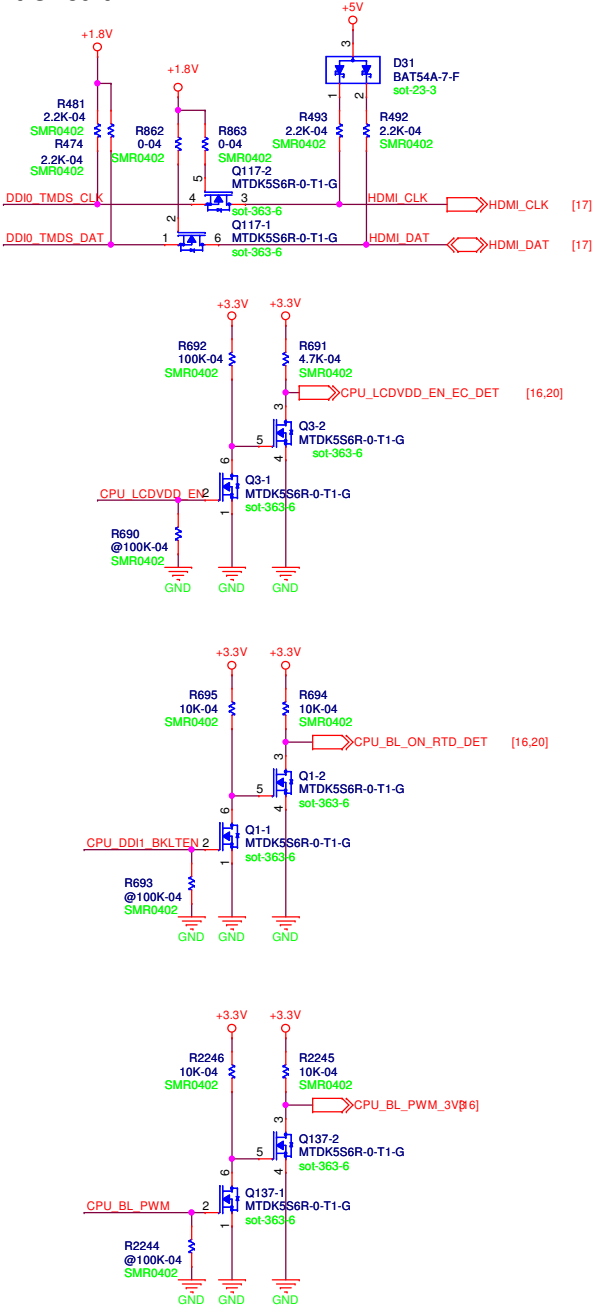 +5V
+1.8V
3
D31
BAT54A-7-F
sot-23-3
+1.8V
1
2
R481
2.2K-04
SMR0402
R474
2.2K-04
SMR0402
R862
0-04
SMR0402
R863
0-04
SMR0402
R493
2.2K-04
SMR0402
R492
2.2K-04
SMR0402
5
Q117-2
MTDK5S6R-0-T1-G
DDI0_TMDS_CLK
4
3
sot-363-6
HDMI_CLK
HDMI_CLK
[17]
2
Q117-1
MTDK5S6R-0-T1-G
DDI0_TMDS_DAT
1
6
sot-363-6
HDMI_DAT
HDMI_DAT
[17]
+3.3V
+3.3V
R692
100K-04
SMR0402
R691
4.7K-04
SMR0402
CPU_LCDVDD_EN_EC_DET
[16,20]
3
Q3-2
MTDK5S6R-0-T1-G
sot-363-6
5
4
6
Q3-1
MTDK5S6R-0-T1-G
sot-363-6
CPU_LCDVDD_EN
2
1
R690
@100K-04
SMR0402
GND
GND
GND
+3.3V
+3.3V
R695
10K-04
SMR0402
R694
10K-04
SMR0402
CPU_BL_ON_RTD_DET
[16,20]
3
Q1-2
MTDK5S6R-0-T1-G
sot-363-6
5
4
6
Q1-1
MTDK5S6R-0-T1-G
sot-363-6
CPU_DDI1_BKLTEN
2
1
R693
@100K-04
SMR0402
GND
GND
GND
+3.3V
+3.3V
R2246
10K-04
SMR0402
R2245
10K-04
SMR0402
CPU_BL_PWM_3V3
[16]
3
Q137-2
MTDK5S6R-0-T1-G
sot-363-6
5
4
6
Q137-1
MTDK5S6R-0-T1-G
sot-363-6
CPU_BL_PWM
2
1
R2244
@100K-04
SMR0402
GND
GND
GND